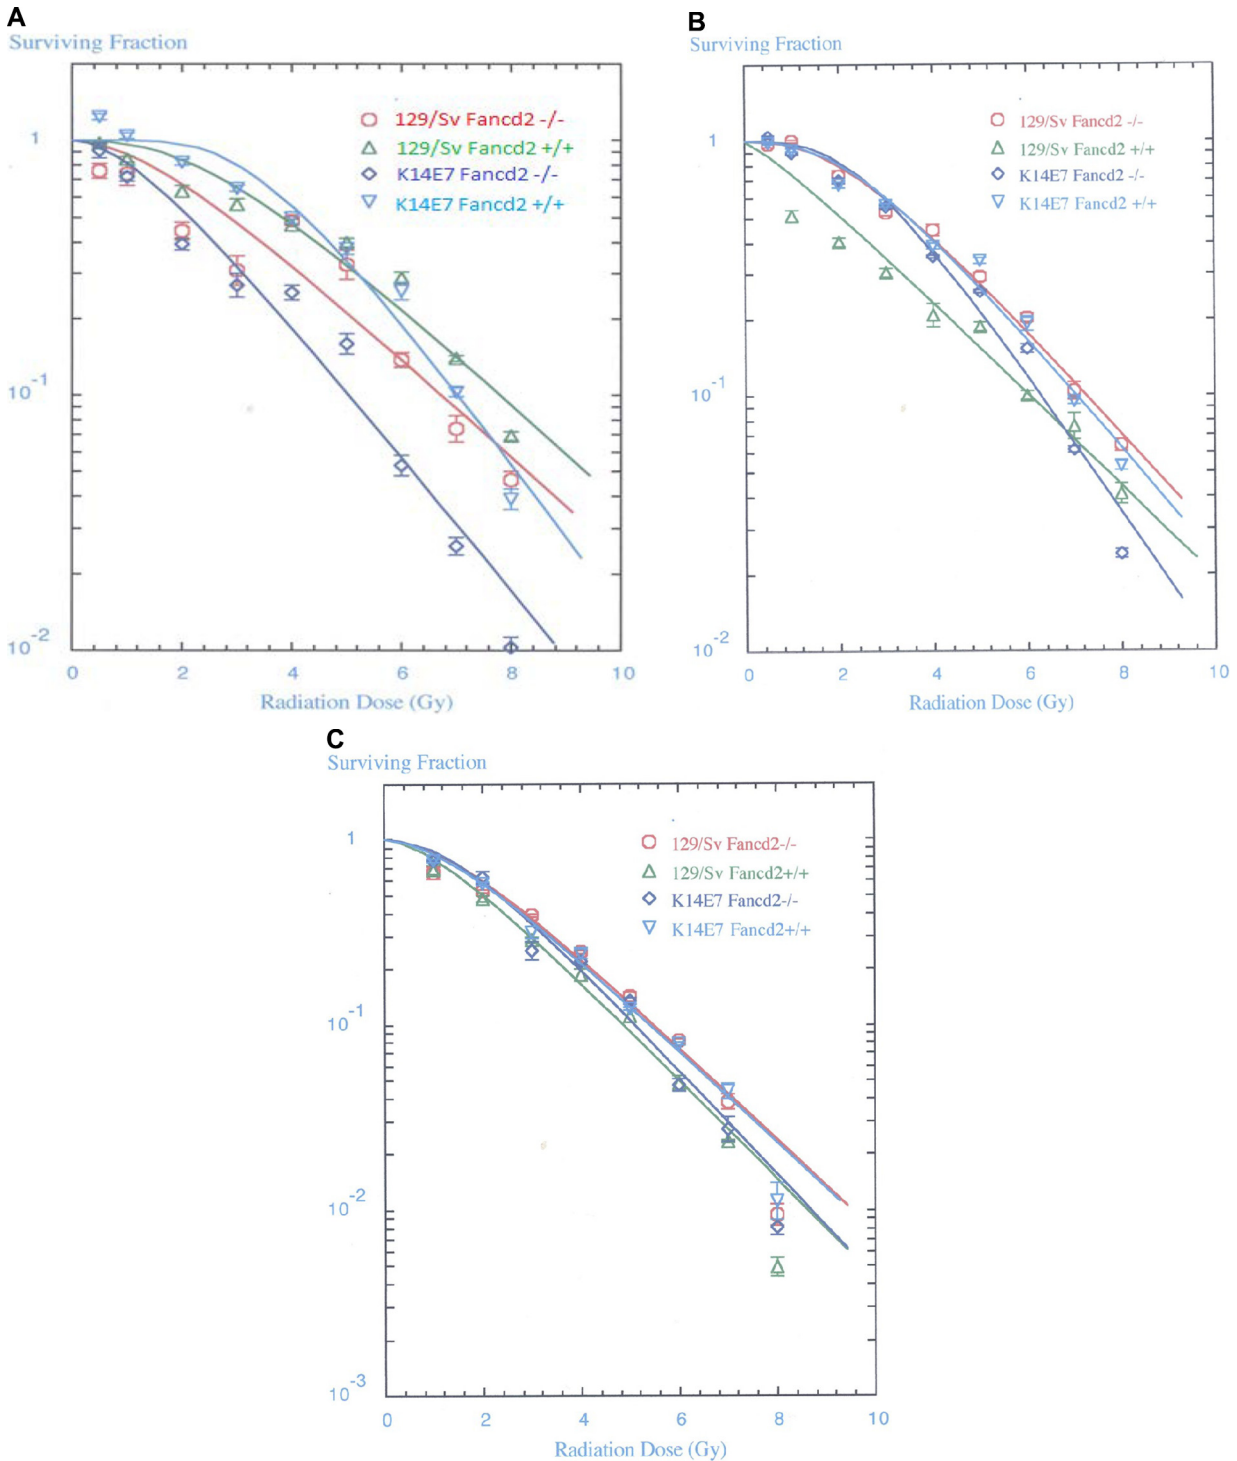 A
Surviving Fraction
1
10-1
10-2
0 2 4 6 8 10
Radiation Dose (Gy)
129/Sv Fancd2 -/-
129/Sv Fancd2 +/+
K14E7 Fancd2 -/-
K14E7 Fancd2 +/+
B
Surviving Fraction
1
10-1
10-2
0 2 4 6 8 10
Radiation Dose (Gy)
129/Sv Fancd2 -/-
129/Sv Fancd2 +/+
K14E7 Fancd2 -/-
K14E7 Fancd2 +/+
C
Surviving Fraction
1
10-1
10-2
10-3
0 2 4 6 8 10
Radiation Dose (Gy)
129/Sv Fancd2-/-
129/Sv Fancd2+/+
K14E7 Fancd2-/-
K14E7 Fancd2+/+